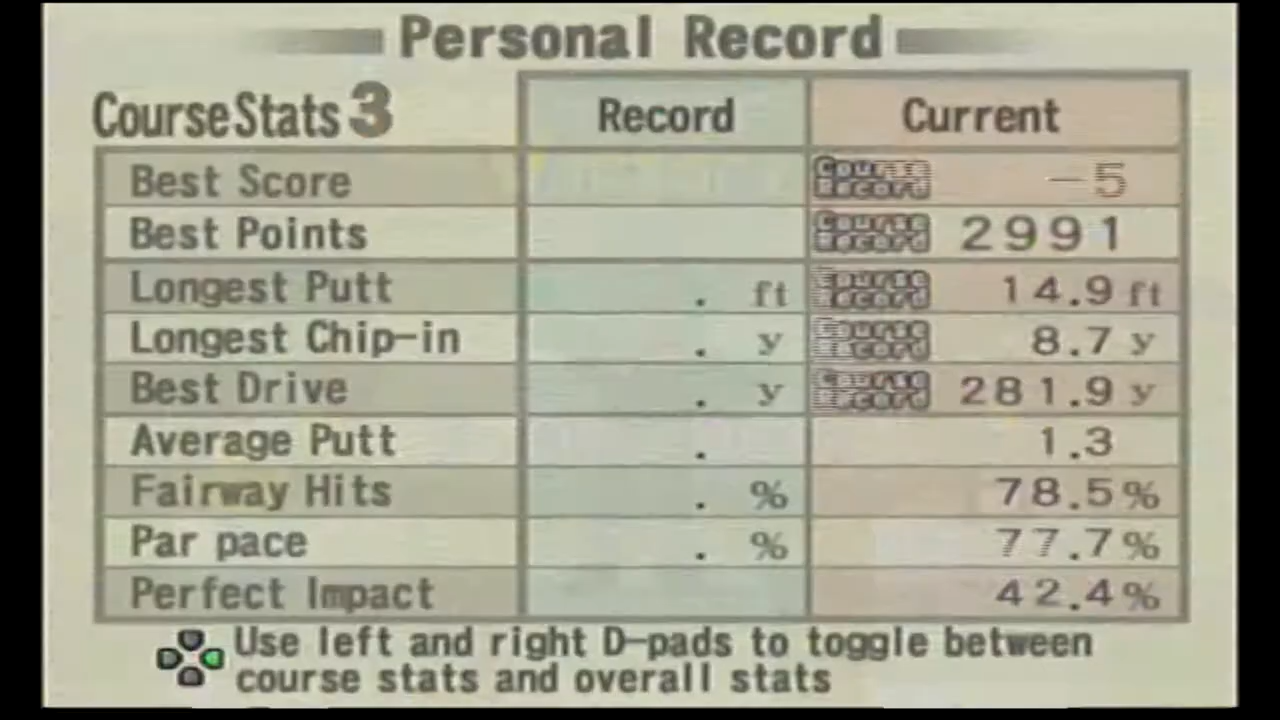 Personal Record
Course Stats 3 Record Current
Best Score Course Record -5
Best Points Course Record 2991
Longest Putt . ft Course Record 14.9 ft
Longest Chip-in . y Course Record 8.7 y
Best Drive . y Course Record 281.9 y
Average Putt . 1.3
Fairway Hits . % 78.5%
Par pace . % 77.7%
Perfect Impact 42.4%
Use left and right D-pads to toggle between
course stats and overall stats